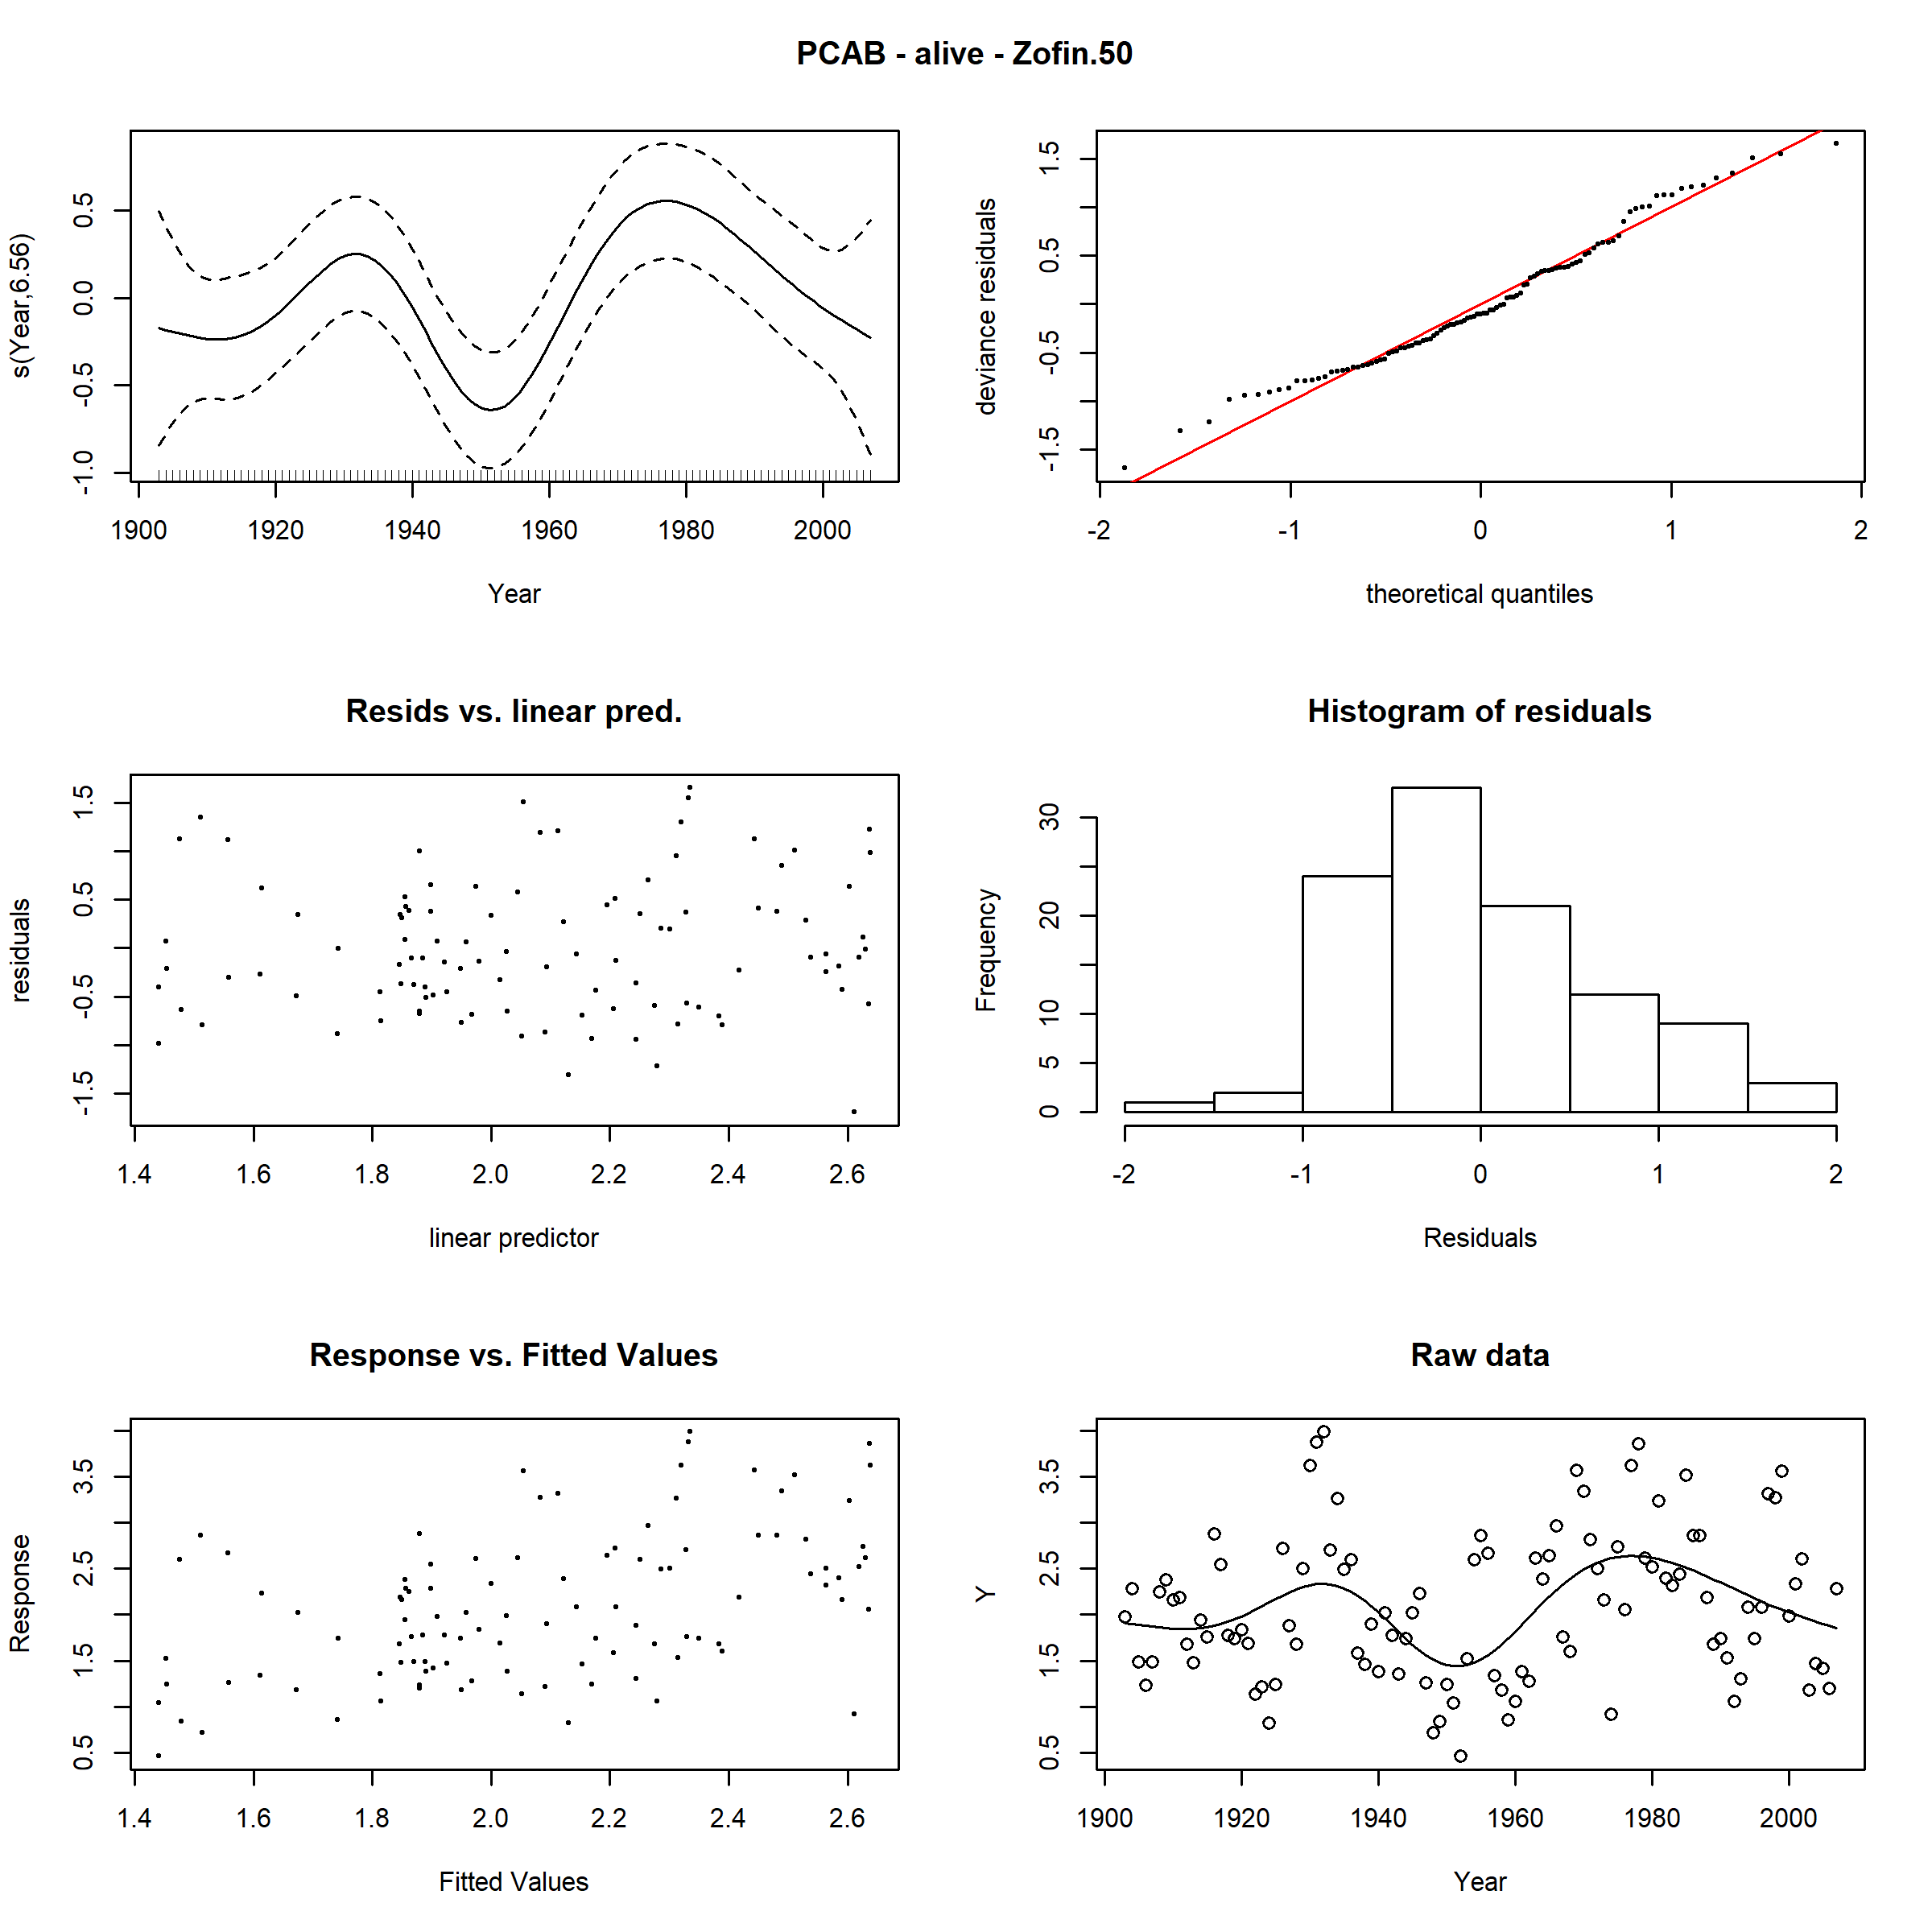 PCAB - alive - Zofin.50
s(Year,6.56)
-1.0 -0.5 0.0 0.5
1900 1920 1940 1960 1980 2000
Year
deviance residuals
-1.5 -0.5 0.5 1.5
-2 -1 0 1 2
theoretical quantiles
Resids vs. linear pred.
residuals
-1.5 -0.5 0.5 1.5
1.4 1.6 1.8 2.0 2.2 2.4 2.6
linear predictor
Histogram of residuals
Frequency
0 5 10 20 30
-2 -1 0 1 2
Residuals
Response vs. Fitted Values
Response
0.5 1.5 2.5 3.5
1.4 1.6 1.8 2.0 2.2 2.4 2.6
Fitted Values
Raw data
Y
0.5 1.5 2.5 3.5
1900 1920 1940 1960 1980 2000
Year